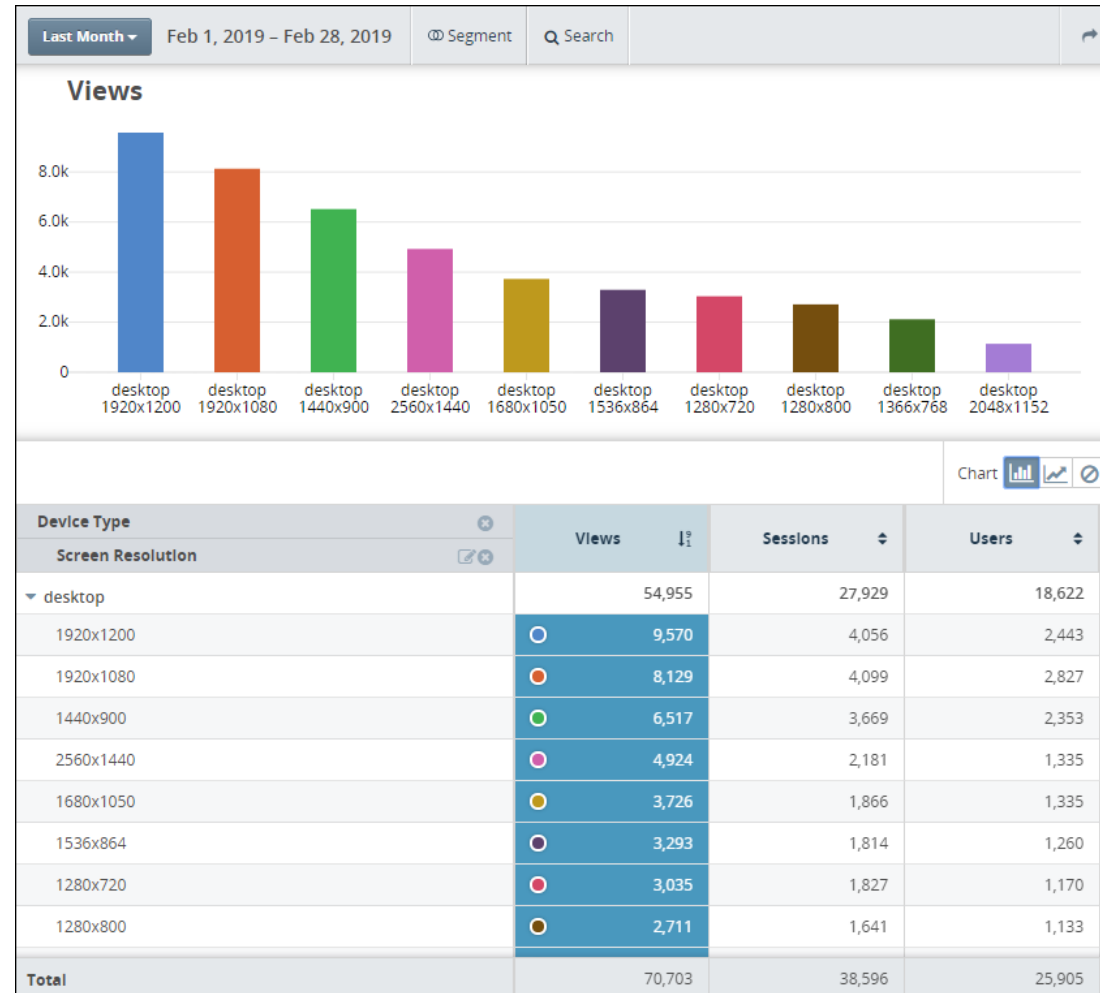 Last Month Feb 1, 2019 – Feb 28, 2019 Segment Search
Views
8.0k
6.0k
4.0k
2.0k
0
desktop desktop desktop desktop desktop desktop desktop desktop desktop desktop
1920x1200 1920x1080 1440x900 2560x1440 1680x1050 1536x864 1280x720 1280x800 1366x768 2048x1152
Chart
Device Type
Screen Resolution
Views Sessions Users
desktop 54,955 27,929 18,622
1920x1200 9,570 4,056 2,443
1920x1080 8,129 4,099 2,827
1440x900 6,517 3,669 2,353
2560x1440 4,924 2,181 1,335
1680x1050 3,726 1,866 1,335
1536x864 3,293 1,814 1,260
1280x720 3,035 1,827 1,170
1280x800 2,711 1,641 1,133
Total 70,703 38,596 25,905